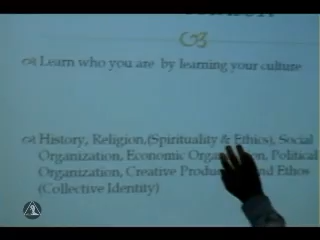 Learn who you are by learning your culture
History, Religion,(Spirituality & Ethics), Social
Organization, Economic Organization, Political
Organization, Creative and Ethos
(Collective Identity)